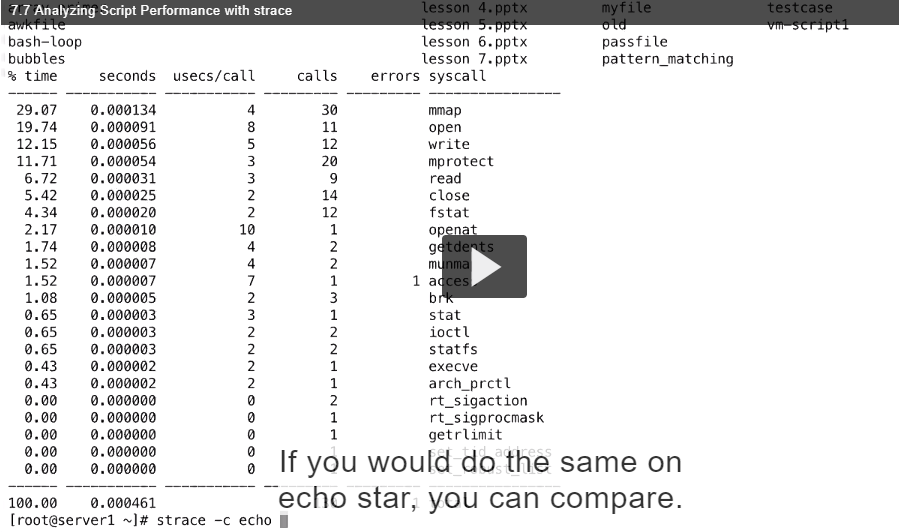 7.7 Analyzing Script Performance with strace
lesson 4.pptx myfile testcase
awkfile lesson 5.pptx old vm-script1
bash-loop lesson 6.pptx passfile
bubbles lesson 7.pptx pattern_matching
% time seconds usecs/call calls errors syscall
29.07 0.000134 4 30 mmap
19.74 0.000091 8 11 open
12.15 0.000056 5 12 write
11.71 0.000054 3 20 mprotect
6.72 0.000031 3 9 read
5.42 0.000025 2 14 close
4.34 0.000020 2 12 fstat
2.17 0.000010 10 1 openat
1.74 0.000008 4 2 getdents
1.52 0.000007 4 2
1.52 0.000007 7 1 1
1.08 0.000005 2 3 brk
0.65 0.000003 3 1 stat
0.65 0.000003 2 2 ioctl
0.65 0.000003 2 2 statfs
0.43 0.000002 2 1 execve
0.43 0.000002 2 1 arch_prctl
0.00 0.000000 0 2 rt_sigaction
0.00 0.000000 0 1 rt_sigprocmask
0.00 0.000000 0 1 getrlimit
0.00 0.000000 0
0.00 0.000000 0
If you would do the same on
echo star, you can compare.
100.00 0.000461
[root@server1 ~]# strace -c echo